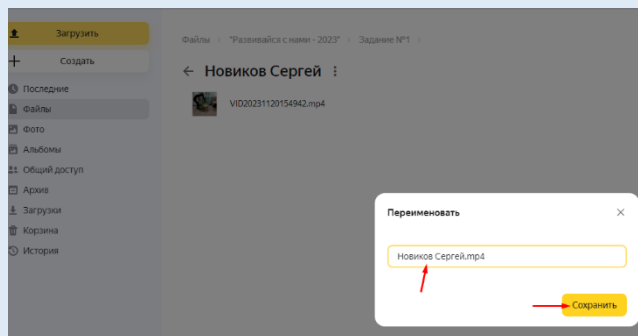 Загрузить
Создать
Последние
Файлы
Фото
Альбомы
Общий доступ
Архив
Загрузки
Корзина
История
Файлы › "Развивайся с нами - 2023" › Задание №1 ›
← Новиков Сергей
VID20231120154942.mp4
Переименовать
Новиков Сергей.mp4
Сохранить